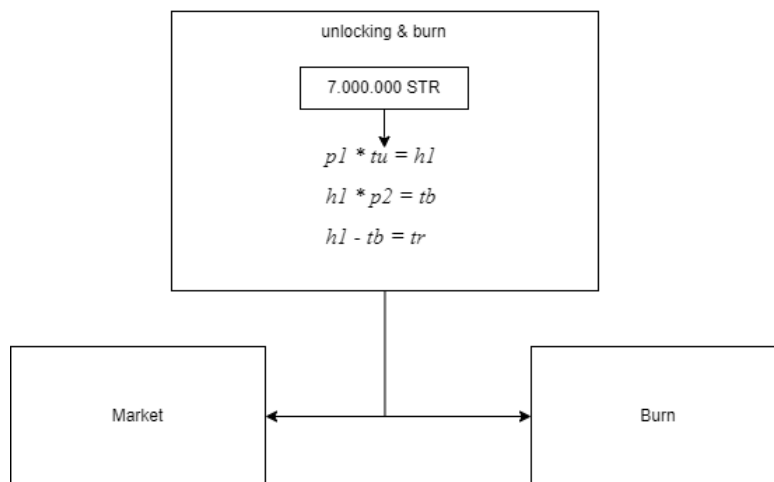 unlocking & burn
7.000.000 STR
p1 * tu = h1
h1 * p2 = tb
h1 - tb = tr
Market
Burn